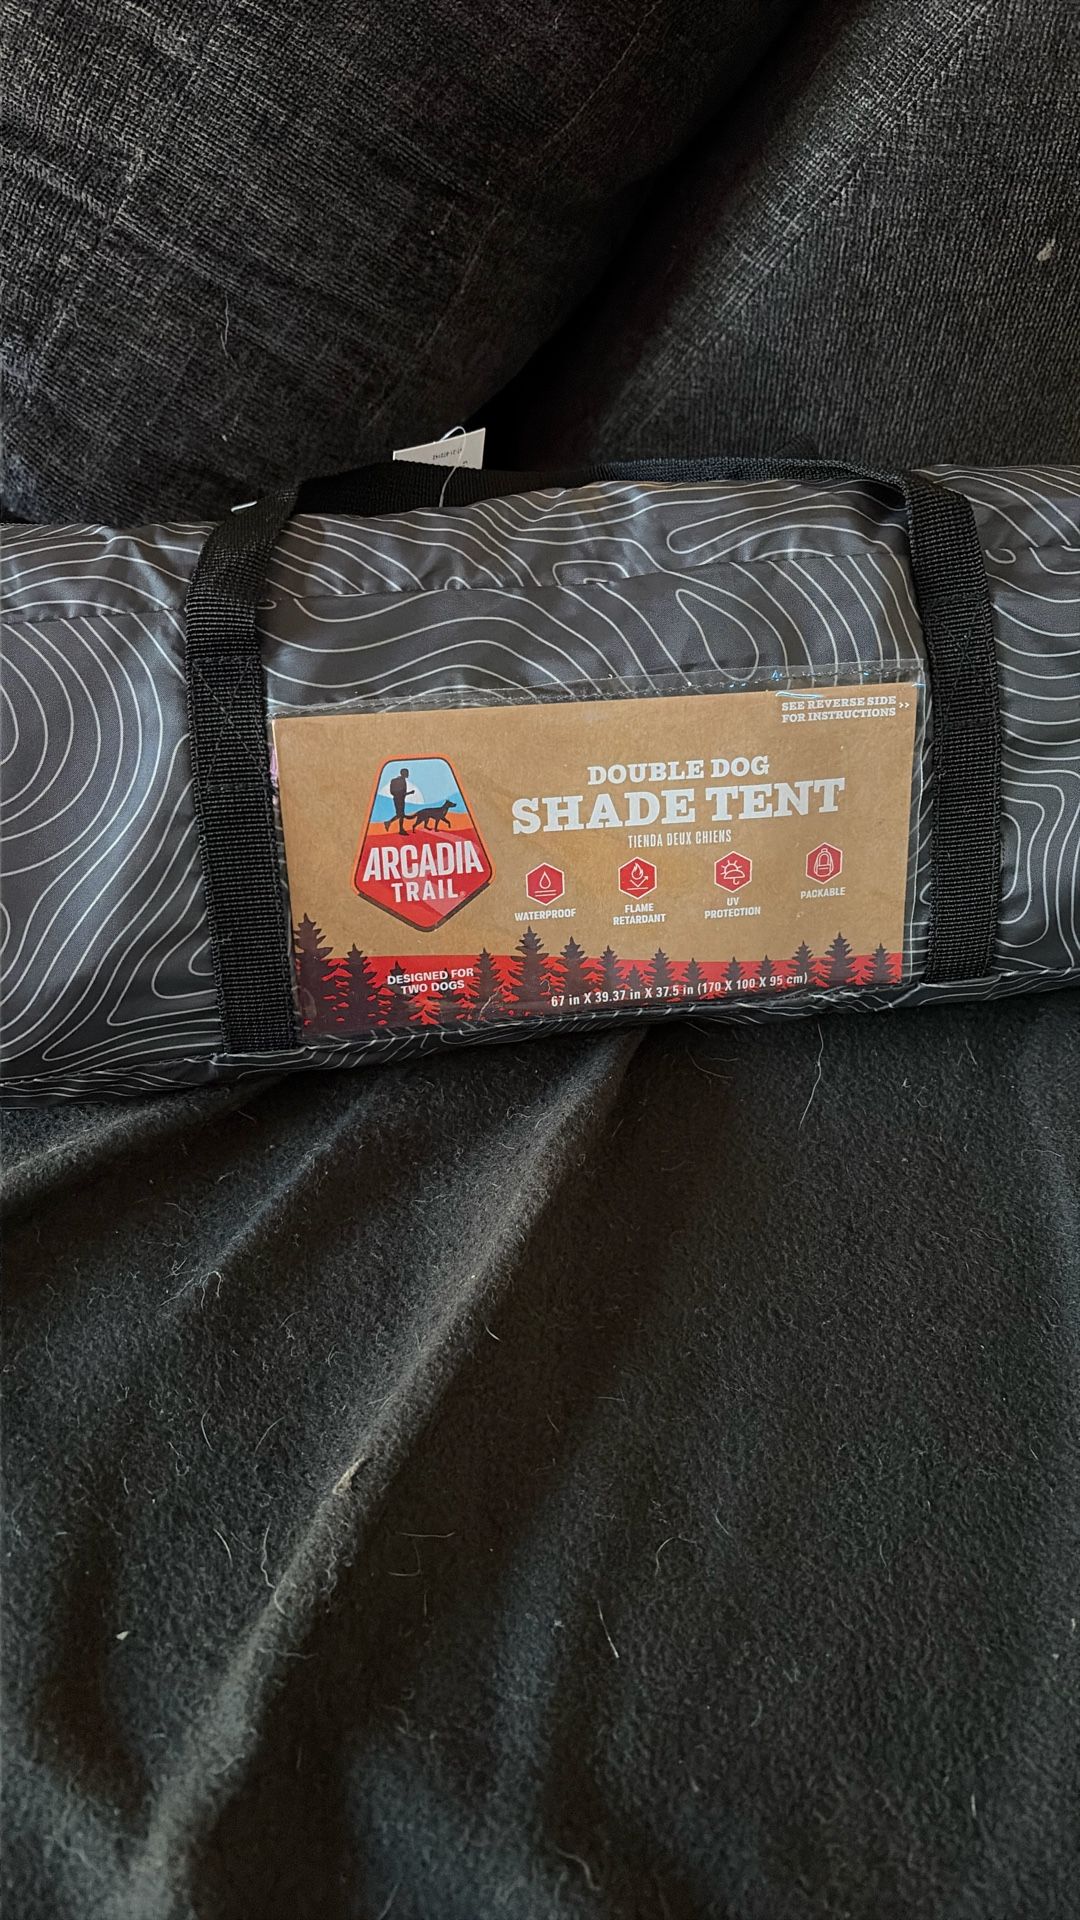 SEE REVERSE SIDE >>
FOR INSTRUCTIONS
DOUBLE DOG
SHADE TENT
TIENDA DEUX CHIENS
ARCADIA
TRAIL®
WATERPROOF
FLAME
RETARDANT
UV
PROTECTION
PACKABLE
DESIGNED FOR
TWO DOGS
67 in X 39.37 in X 37.5 in (170 X 100 X 95 cm)